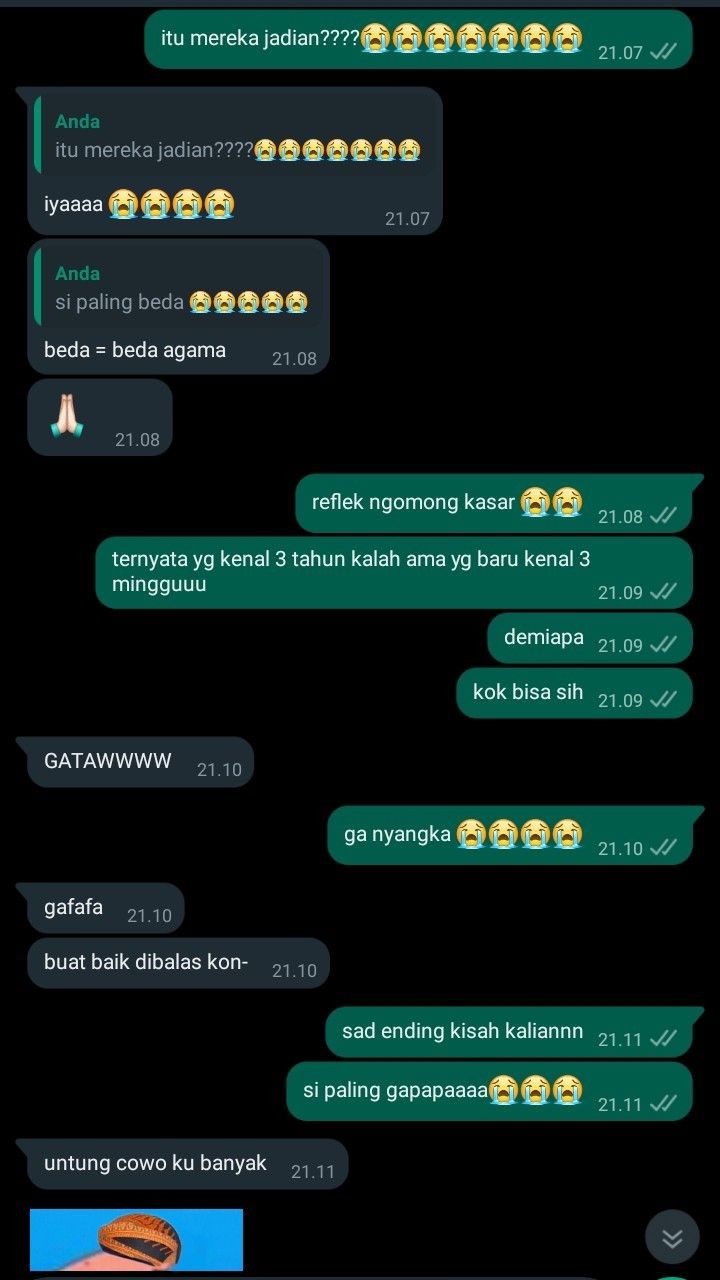 itu mereka jadian????😭😭😭😭😭😭😭
21.07
Anda
itu mereka jadian????😭😭😭😭😭😭😭
iyaaaa 😭😭😭😭
21.07
Anda
si paling beda 😭😭😭😭😭
beda = beda agama
21.08
🙏🏻
21.08
reflek ngomong kasar 😭😭
21.08
ternyata yg kenal 3 tahun kalah ama yg baru kenal 3
mingguuu
21.09
demiapa
21.09
kok bisa sih
21.09
GATAWWWW
21.10
ga nyangka 😭😭😭😭
21.10
gafafa
21.10
buat baik dibalas kon-
21.10
sad ending kisah kaliannn
21.11
si paling gapapaaaa😭😭😭
21.11
untung cowo ku banyak
21.11